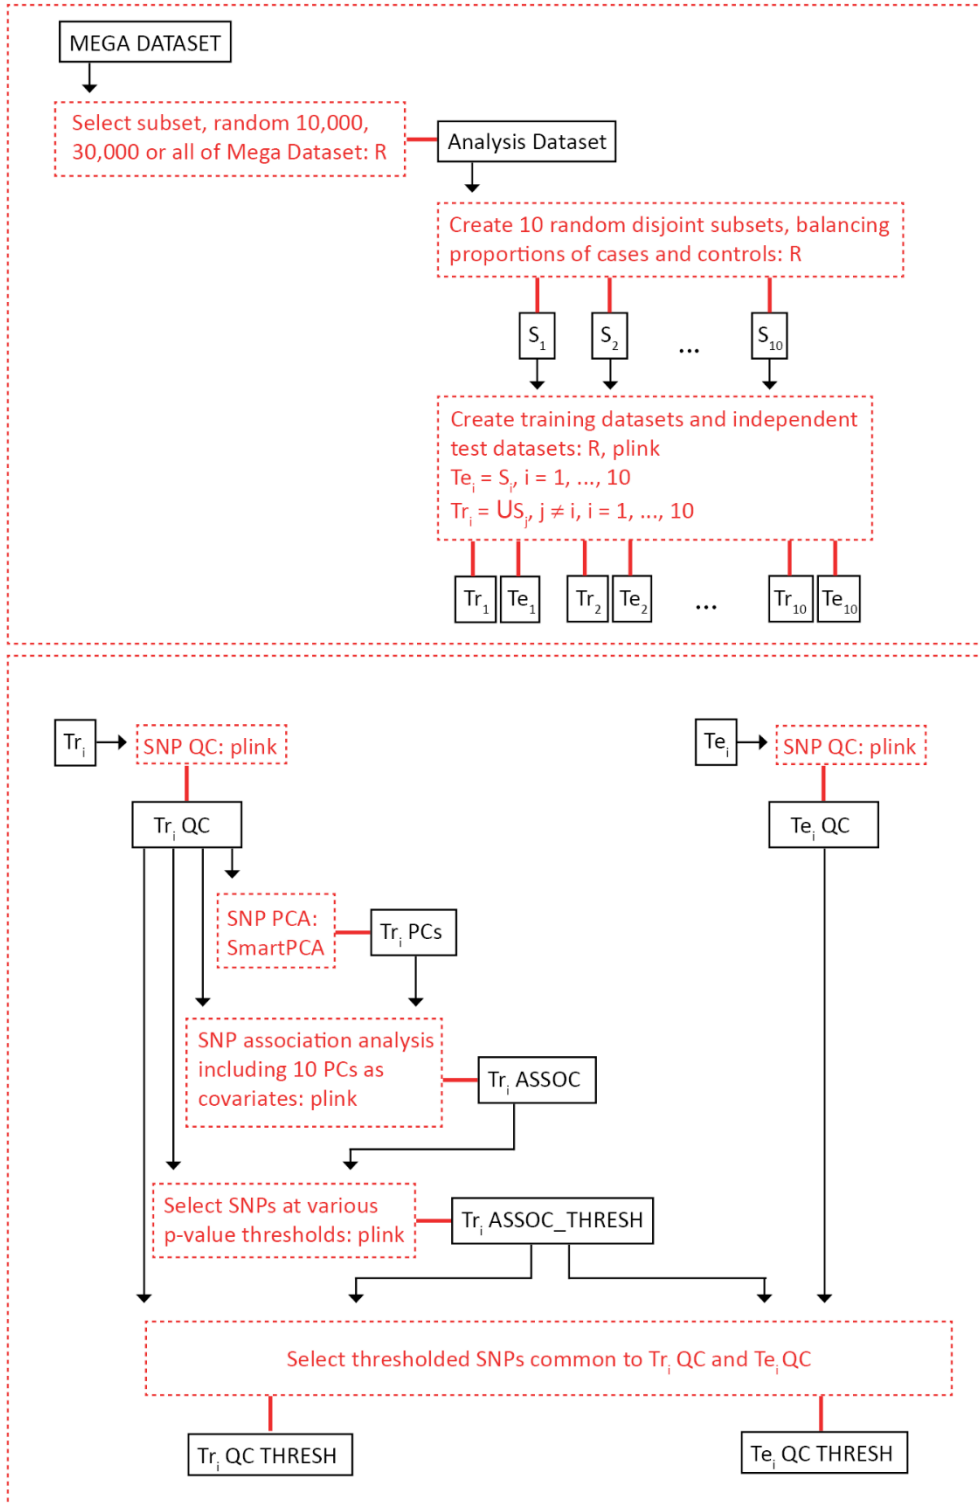 MEGA DATASET
Select subset, random 10,000,
30,000 or all of Mega Dataset: R
Analysis Dataset
Create 10 random disjoint subsets, balancing
proportions of cases and controls: R
S₁ S₂ ... S₁₀
Create training datasets and independent
test datasets: R, plink
Teᵢ = Sᵢ, i = 1, ..., 10
Trᵢ = USⱼ, j ≠ i, i = 1, ..., 10
Tr₁ Te₁ Tr₂ Te₂ ... Tr₁₀ Te₁₀
Trᵢ SNP QC: plink Teᵢ SNP QC: plink
Trᵢ QC Teᵢ QC
SNP PCA:
SmartPCA
Trᵢ PCs
SNP association analysis
including 10 PCs as
covariates: plink
Trᵢ ASSOC
Select SNPs at various
p-value thresholds: plink
Trᵢ ASSOC_THRESH
Select thresholded SNPs common to Trᵢ QC and Teᵢ QC
Trᵢ QC THRESH Teᵢ QC THRESH